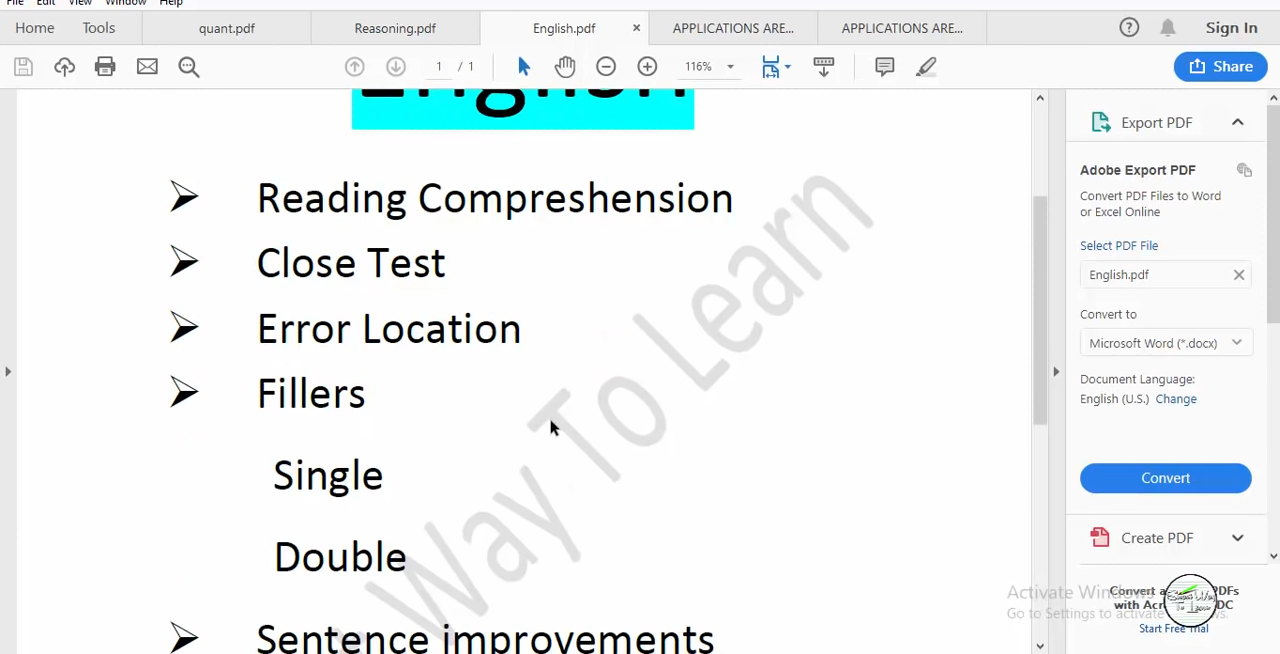 File Edit View Window Help
Home Tools quant.pdf Reasoning.pdf English.pdf × APPLICATIONS ARE... APPLICATIONS ARE... Sign In
1 / 1 116% Share
English
Export PDF
Adobe Export PDF
Convert PDF Files to Word
or Excel Online
Select PDF File
English.pdf
Convert to
Microsoft Word (*.docx)
Document Language:
English (U.S.) Change
Convert
Create PDF
Start Free Trial
Reading Compreshension
Close Test
Error Location
Fillers
Single
Double
Sentence improvements
Way To Learn
Activate Windows
Go to Settings to activate Windows.